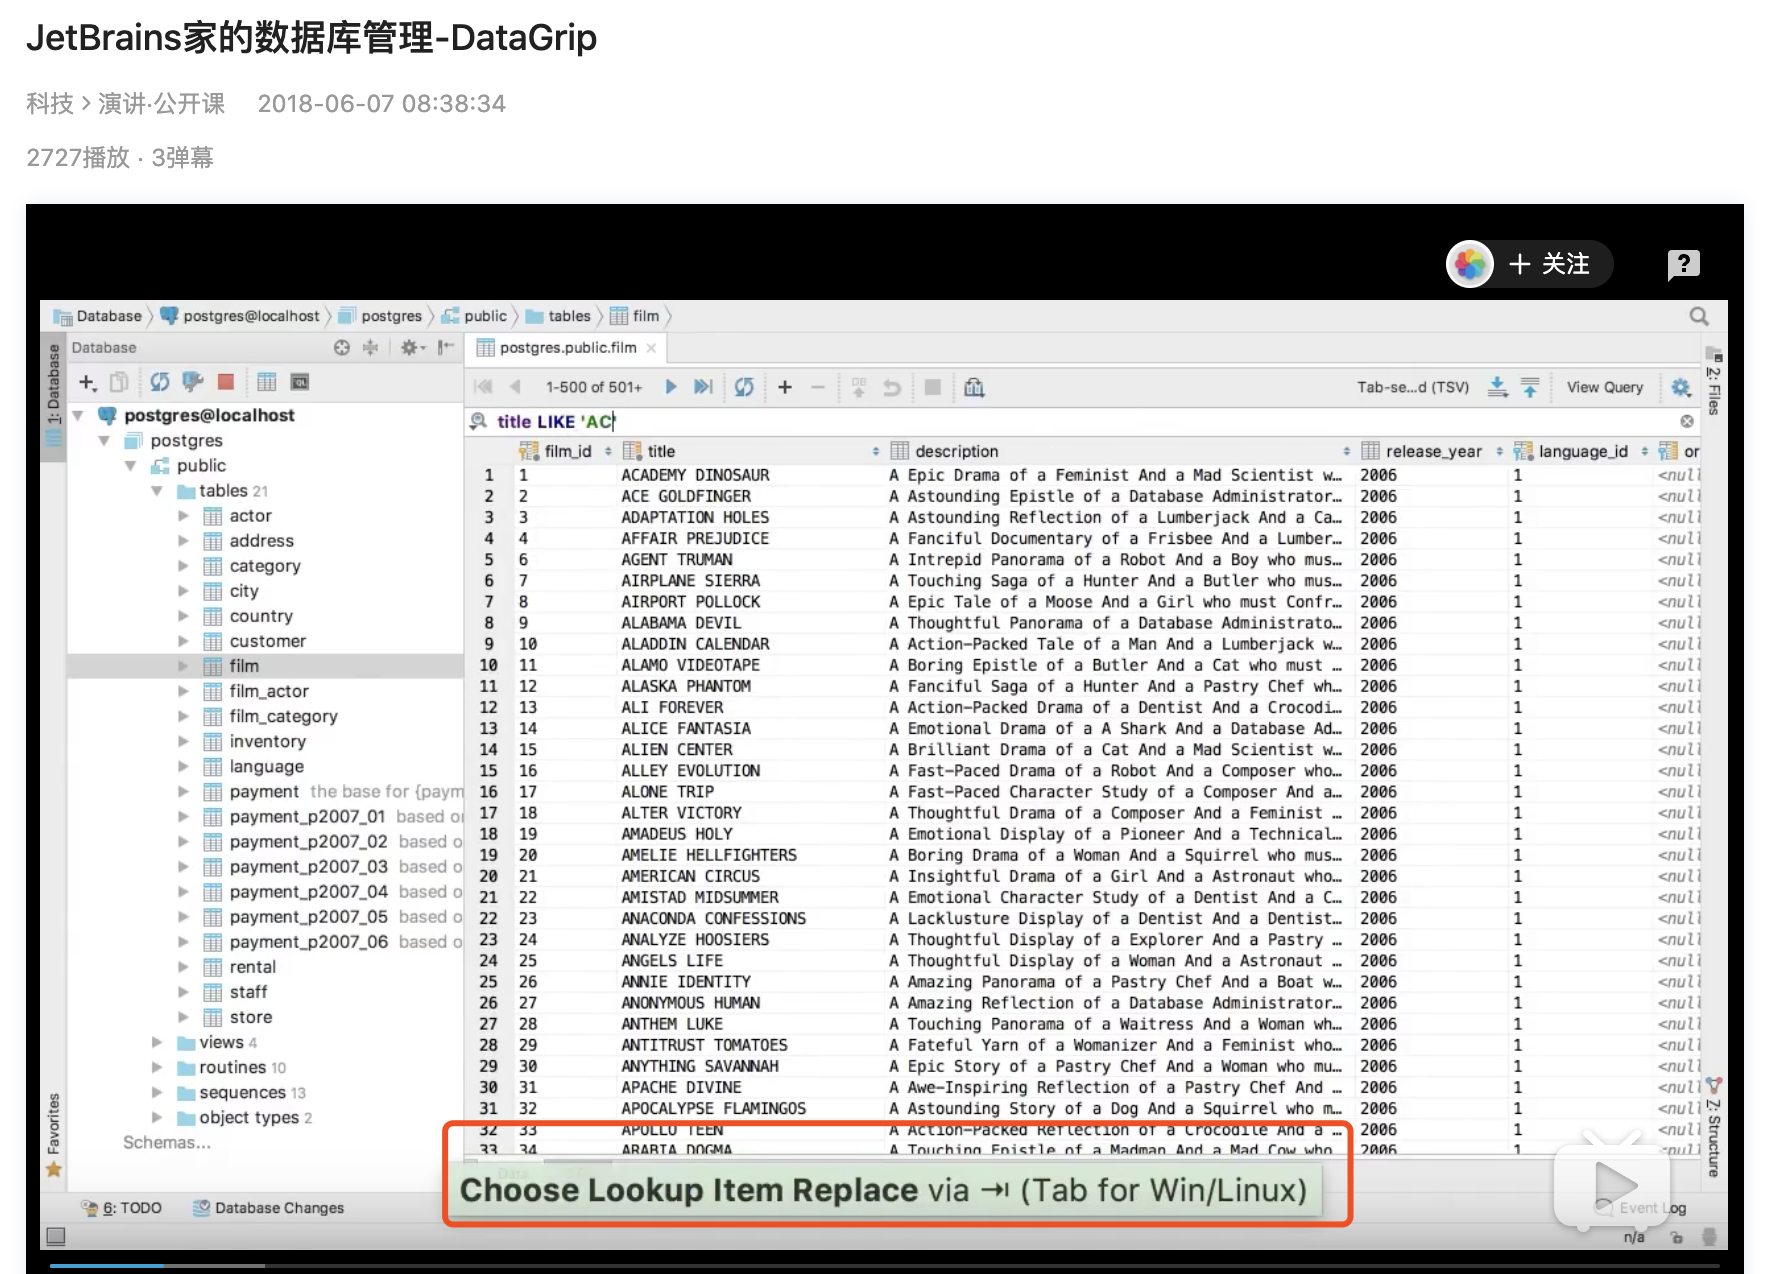 JetBrains家的数据库管理-DataGrip
科技 > 演讲·公开课 2018-06-07 08:38:34
2727播放 · 3弹幕
+ 关注
?
Database postgres@localhost postgres public tables film
Database
postgres.public.film
1: Database
2: Files
1-500 of 501+
Tab-se...d (TSV)
View Query
title LIKE 'AC'
film_id title description release_year language_id or
postgres@localhost
postgres
public
tables 21
actor
address
category
city
country
customer
film
film_actor
film_category
inventory
language
payment the base for {paym
payment_p2007_01 based or
payment_p2007_02 based o
payment_p2007_03 based o
payment_p2007_04 based o
payment_p2007_05 based o
payment_p2007_06 based o
rental
staff
store
views 4
routines 10
sequences 13
object types 2
Schemas...
1 1 ACADEMY DINOSAUR A Epic Drama of a Feminist And a Mad Scientist w… 2006 1 <null
2 2 ACE GOLDFINGER A Astounding Epistle of a Database Administrator… 2006 1 <null
3 3 ADAPTATION HOLES A Astounding Reflection of a Lumberjack And a Ca… 2006 1 <null
4 4 AFFAIR PREJUDICE A Fanciful Documentary of a Frisbee And a Lumber… 2006 1 <null
5 6 AGENT TRUMAN A Intrepid Panorama of a Robot And a Boy who mus… 2006 1 <null
6 7 AIRPLANE SIERRA A Touching Saga of a Hunter And a Butler who mus… 2006 1 <null
7 8 AIRPORT POLLOCK A Epic Tale of a Moose And a Girl who must Confr… 2006 1 <null
8 9 ALABAMA DEVIL A Thoughtful Panorama of a Database Administrato… 2006 1 <null
9 10 ALADDIN CALENDAR A Action-Packed Tale of a Man And a Lumberjack w… 2006 1 <null
10 11 ALAMO VIDEOTAPE A Boring Epistle of a Butler And a Cat who must … 2006 1 <null
11 12 ALASKA PHANTOM A Fanciful Saga of a Hunter And a Pastry Chef wh… 2006 1 <null
12 13 ALI FOREVER A Action-Packed Drama of a Dentist And a Crocodi… 2006 1 <null
13 14 ALICE FANTASIA A Emotional Drama of a A Shark And a Database Ad… 2006 1 <null
14 15 ALIEN CENTER A Brilliant Drama of a Cat And a Mad Scientist w… 2006 1 <null
15 16 ALLEY EVOLUTION A Fast-Paced Drama of a Robot And a Composer who… 2006 1 <null
16 17 ALONE TRIP A Fast-Paced Character Study of a Composer And a… 2006 1 <null
17 18 ALTER VICTORY A Thoughtful Drama of a Composer And a Feminist … 2006 1 <null
18 19 AMADEUS HOLY A Emotional Display of a Pioneer And a Technical… 2006 1 <null
19 20 AMELIE HELLFIGHTERS A Boring Drama of a Woman And a Squirrel who mus… 2006 1 <null
20 21 AMERICAN CIRCUS A Insightful Drama of a Girl And a Astronaut who… 2006 1 <null
21 22 AMISTAD MIDSUMMER A Emotional Character Study of a Dentist And a C… 2006 1 <null
22 23 ANACONDA CONFESSIONS A Lacklusture Display of a Dentist And a Dentist… 2006 1 <null
23 24 ANALYZE HOOSIERS A Thoughtful Display of a Explorer And a Pastry … 2006 1 <null
24 25 ANGELS LIFE A Thoughtful Display of a Woman And a Astronaut … 2006 1 <null
25 26 ANNIE IDENTITY A Amazing Panorama of a Pastry Chef And a Boat w… 2006 1 <null
26 27 ANONYMOUS HUMAN A Amazing Reflection of a Database Administrator… 2006 1 <null
27 28 ANTHEM LUKE A Touching Panorama of a Waitress And a Woman wh… 2006 1 <null
28 29 ANTITRUST TOMATOES A Fateful Yarn of a Womanizer And a Feminist who… 2006 1 <null
29 30 ANYTHING SAVANNAH A Epic Story of a Pastry Chef And a Woman who mu… 2006 1 <null
30 31 APACHE DIVINE A Awe-Inspiring Reflection of a Pastry Chef And … 2006 1 <null
31 32 APOCALYPSE FLAMINGOS A Astounding Story of a Dog And a Squirrel who m… 2006 1 <null
32 33 APOLLO TEEN A Action-Packed Reflection of a Crocodile And a … 2006 1 <null
33 34 ARABIA DOGMA A Touching Epistle of a Madman And a Mad Cow who 2006 1 <null
Data
Choose Lookup Item Replace via ⇥ (Tab for Win/Linux)
Favorites
Z: Structure
6: TODO Database Changes
Event Log
n/a